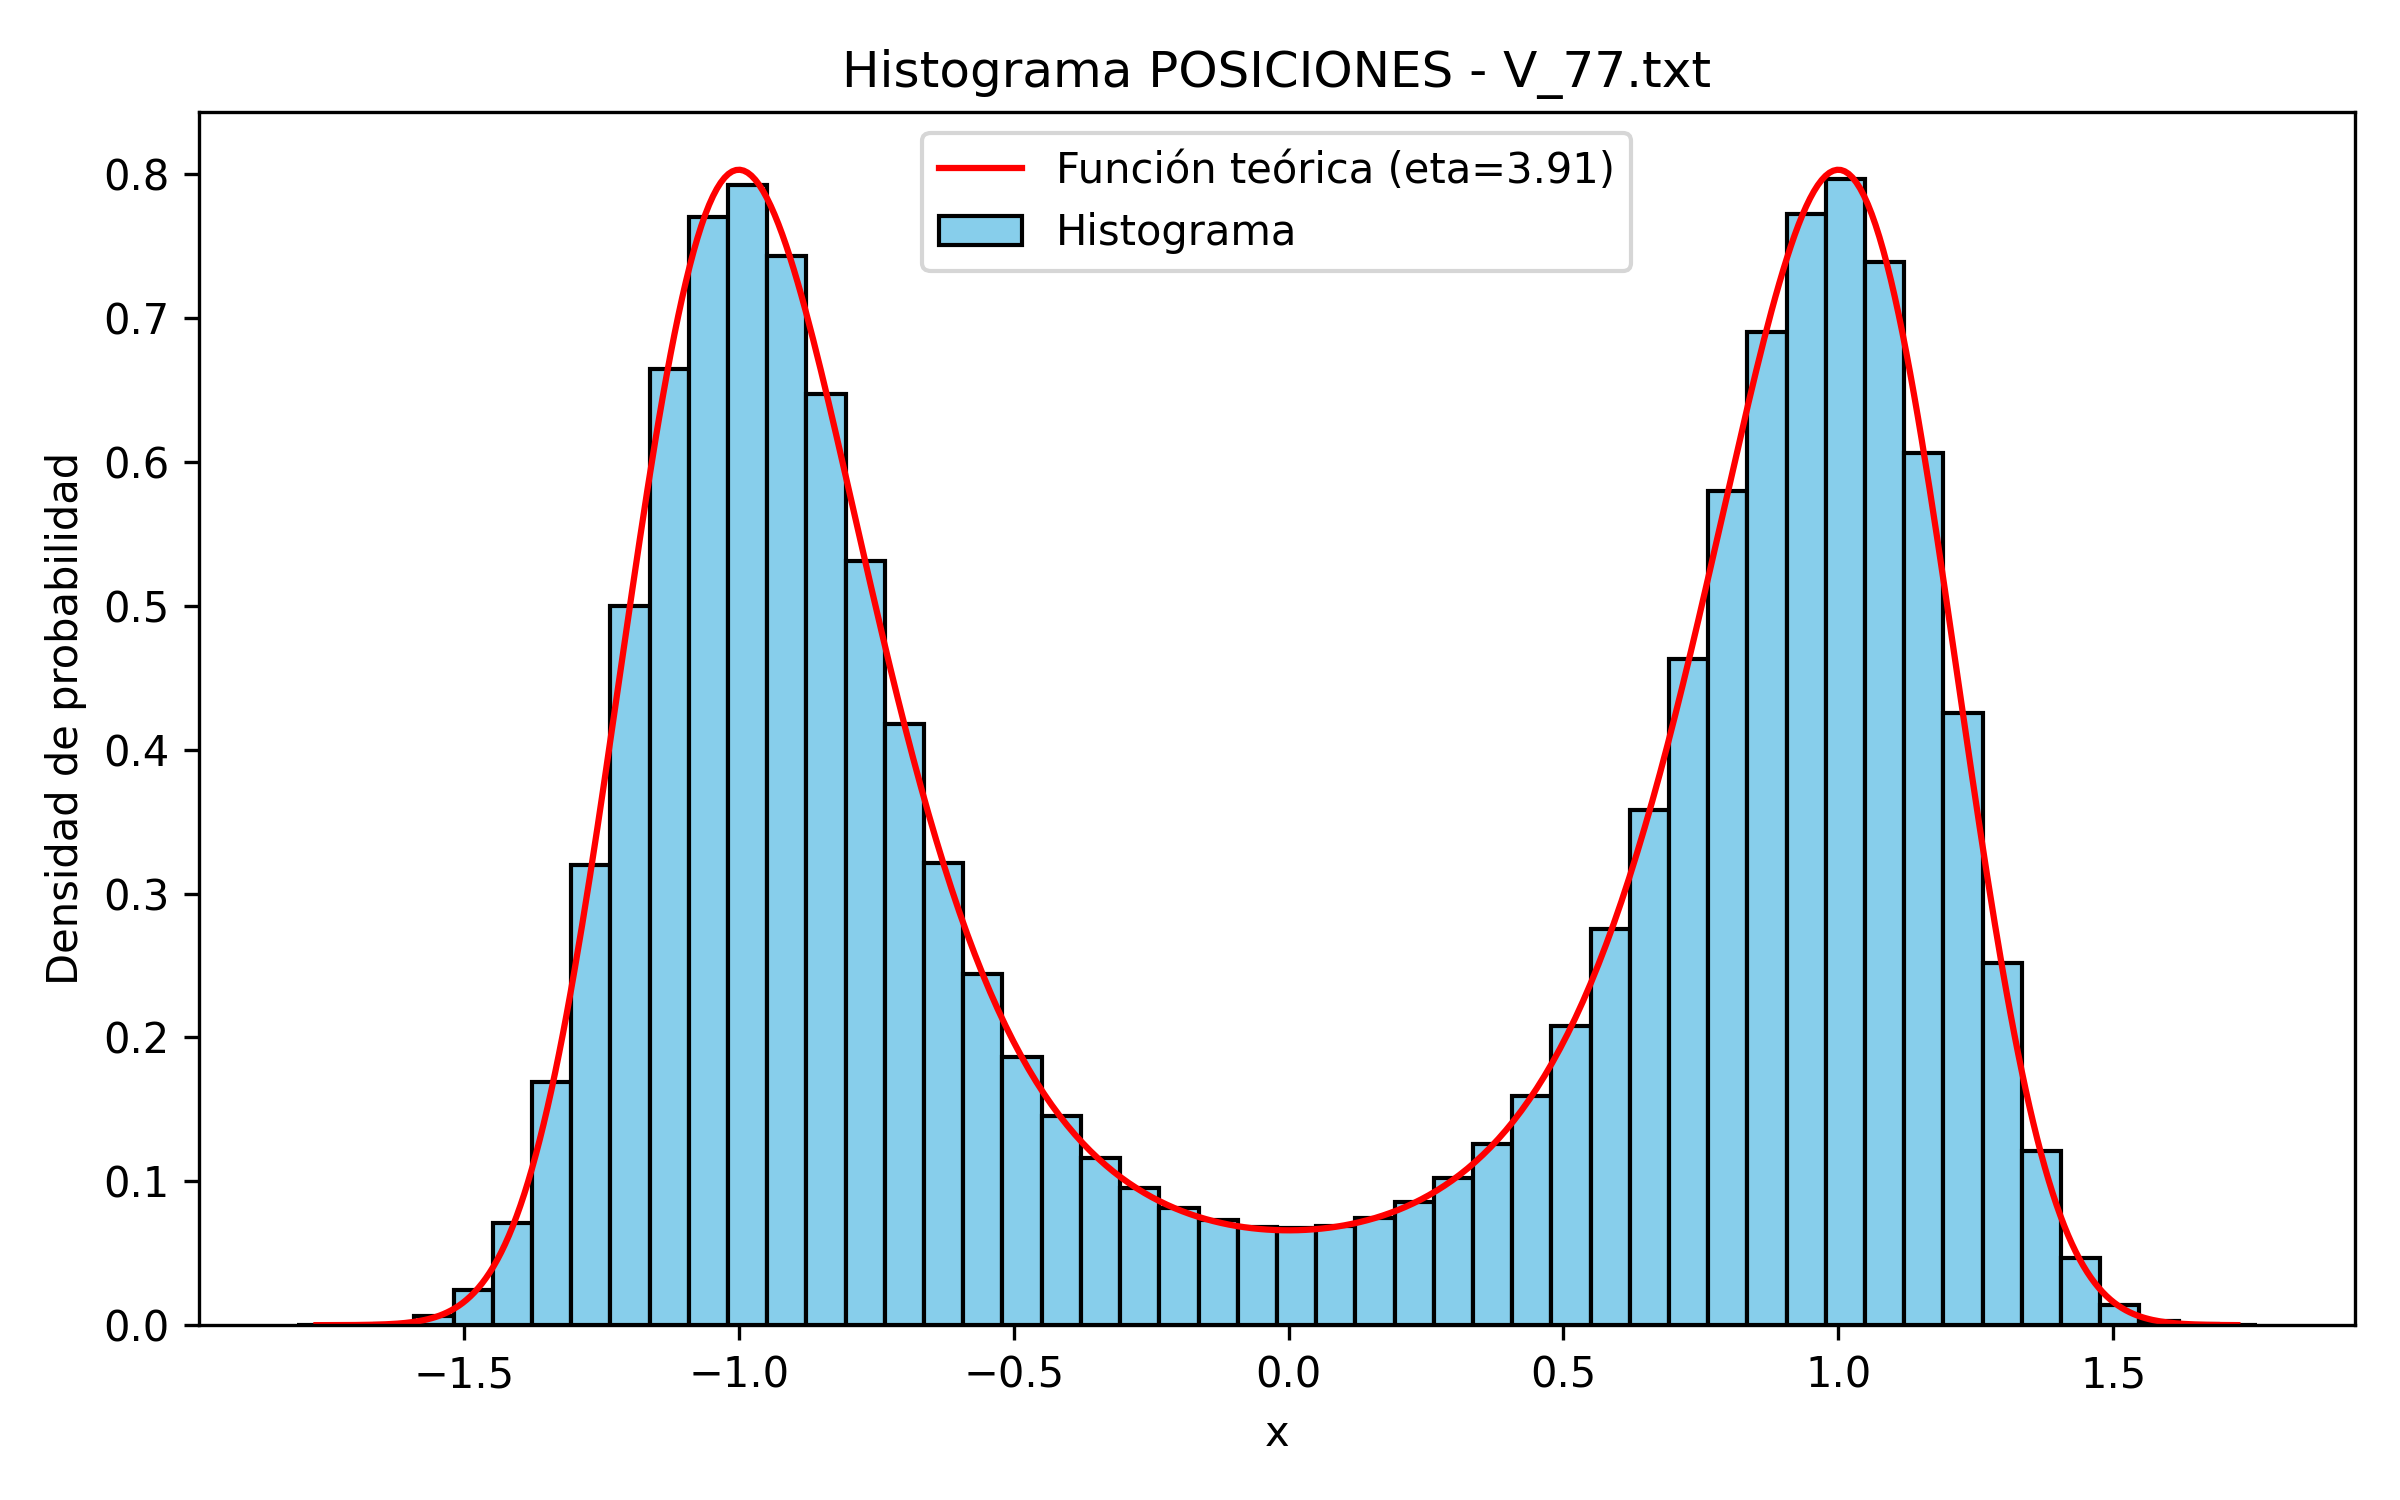 Histograma POSICIONES - V_77.txt
Función teórica (eta=3.91)
Histograma
Densidad de probabilidad
0.8
0.7
0.6
0.5
0.4
0.3
0.2
0.1
0.0
−1.5 −1.0 −0.5 0.0 0.5 1.0 1.5
x